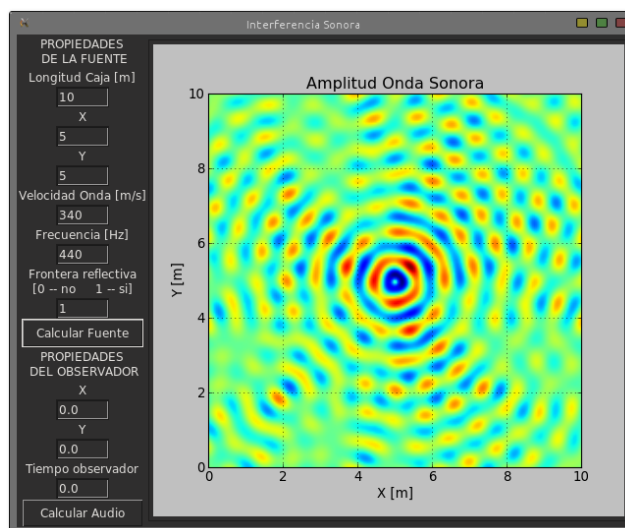 Interferencia Sonora
PROPIEDADES
DE LA FUENTE
Longitud Caja [m]
10
X
5
Y
5
Velocidad Onda [m/s]
340
Frecuencia [Hz]
440
Frontera reflectiva
[0 -- no 1 -- si]
1
Calcular Fuente
PROPIEDADES
DEL OBSERVADOR
X
0.0
Y
0.0
Tiempo observador
0.0
Calcular Audio
Amplitud Onda Sonora
10
8
6
4
2
0
Y [m]
0 2 4 6 8 10
X [m]